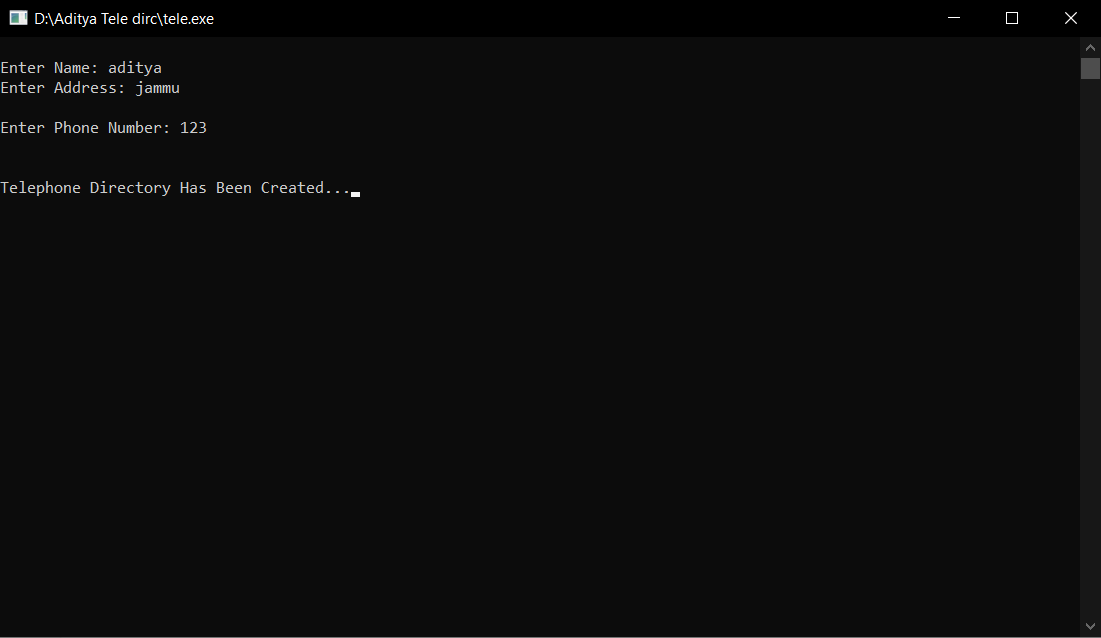 D:\Aditya Tele dirc\tele.exe
Enter Name: aditya
Enter Address: jammu
Enter Phone Number: 123
Telephone Directory Has Been Created...